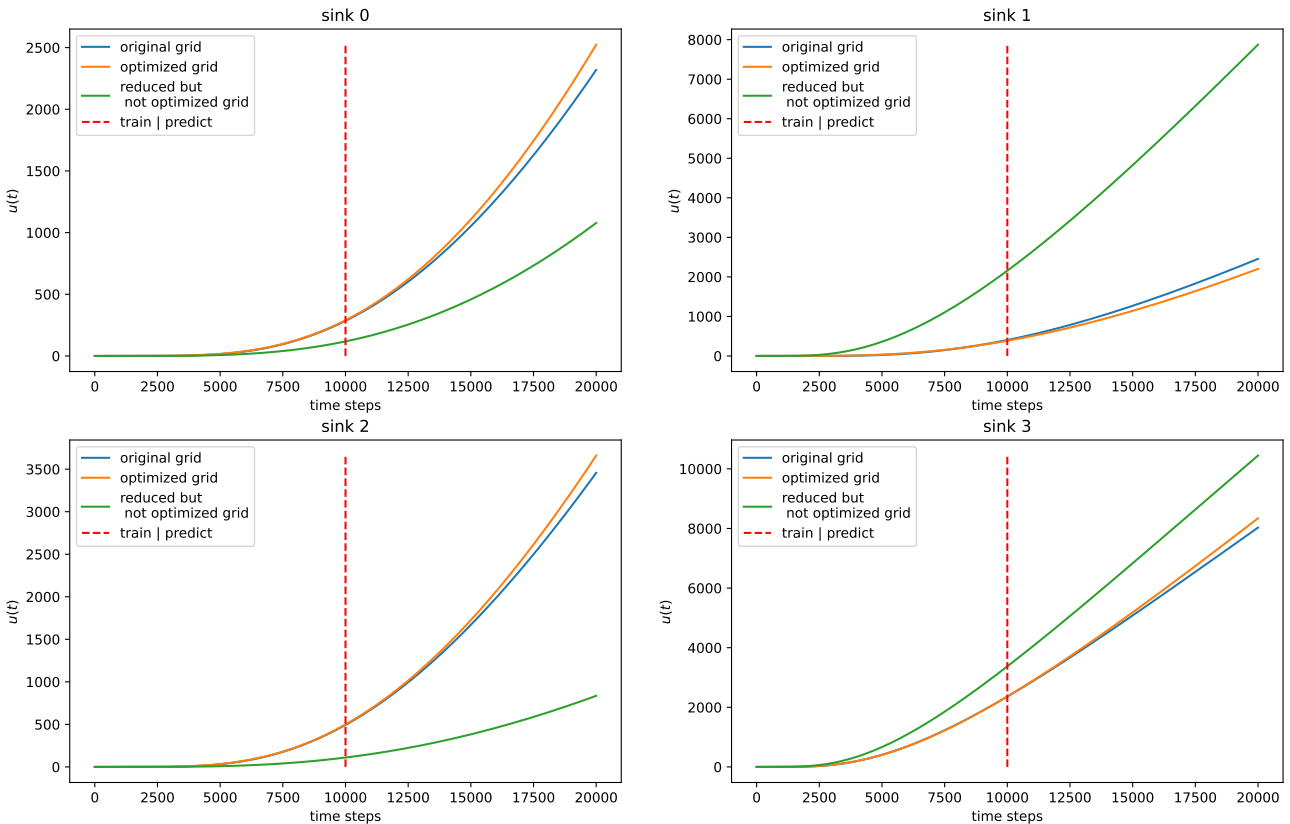 sink 0
original grid
optimized grid
reduced but
not optimized grid
train | predict
2500
2000
1500
1000
500
0
u(t)
0 2500 5000 7500 10000 12500 15000 17500 20000
time steps
sink 1
original grid
optimized grid
reduced but
not optimized grid
train | predict
8000
7000
6000
5000
4000
3000
2000
1000
0
u(t)
0 2500 5000 7500 10000 12500 15000 17500 20000
time steps
sink 2
original grid
optimized grid
reduced but
not optimized grid
train | predict
3500
3000
2500
2000
1500
1000
500
0
u(t)
0 2500 5000 7500 10000 12500 15000 17500 20000
time steps
sink 3
original grid
optimized grid
reduced but
not optimized grid
train | predict
10000
8000
6000
4000
2000
0
u(t)
0 2500 5000 7500 10000 12500 15000 17500 20000
time steps